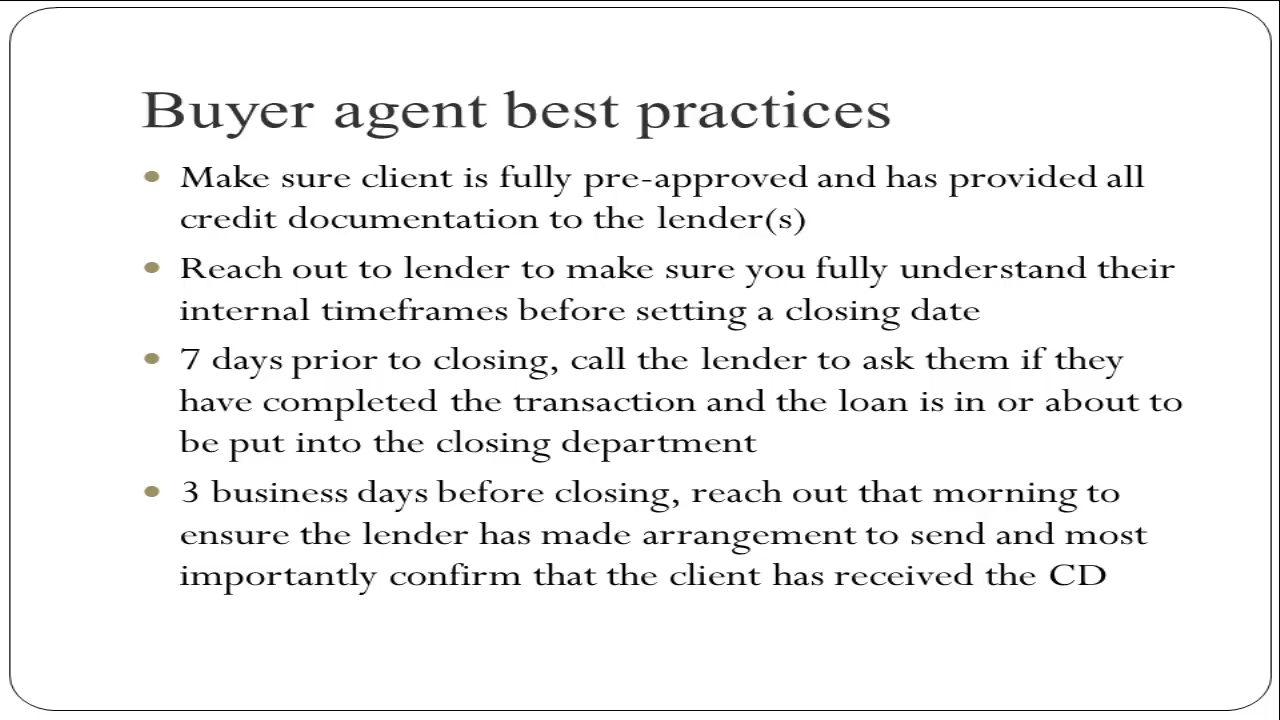 Buyer agent best practices
Make sure client is fully pre-approved and has provided all
credit documentation to the lender(s)
Reach out to lender to make sure you fully understand their
internal timeframes before setting a closing date
7 days prior to closing, call the lender to ask them if they
have completed the transaction and the loan is in or about to
be put into the closing department
3 business days before closing, reach out that morning to
ensure the lender has made arrangement to send and most
importantly confirm that the client has received the CD